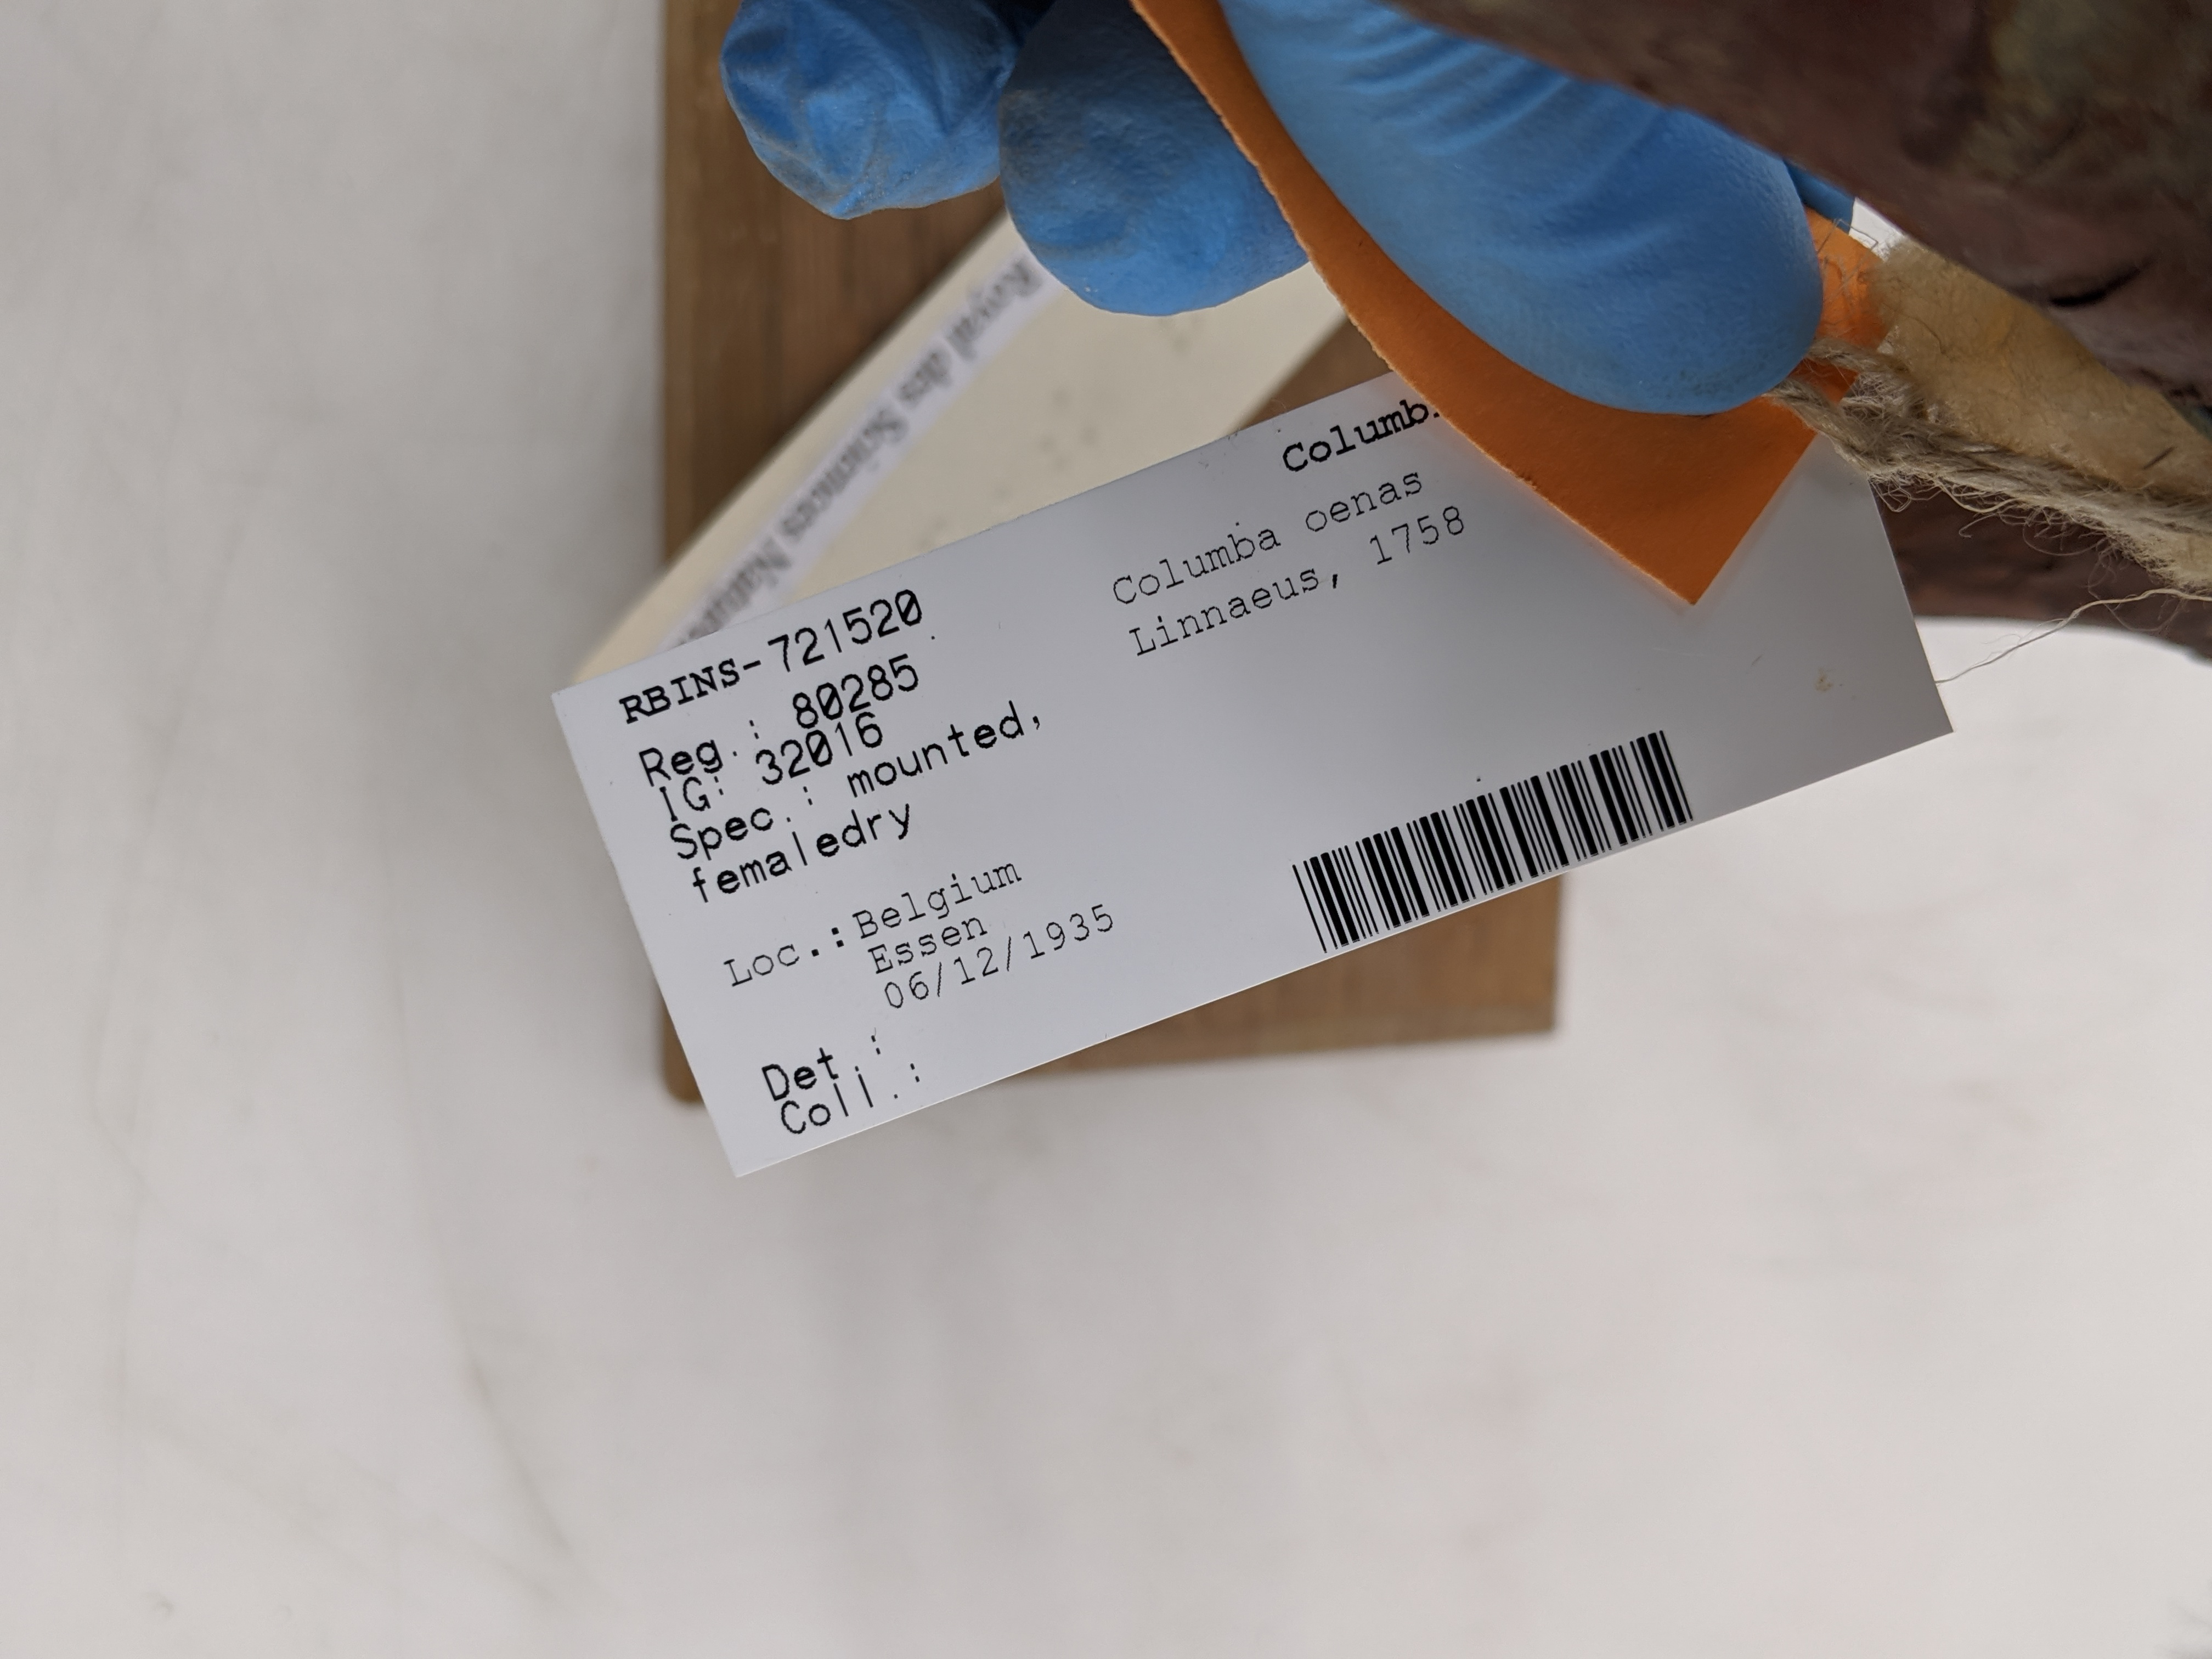 Columb
Columba oenas
Linnaeus, 1758
RBINS-721520
Reg.: 80285
IG: 32016
Spec.: mounted,
femaledry
Loc.: Belgium
Essen
06/12/1935
Det.:
Coll.:
Royal des Sciences